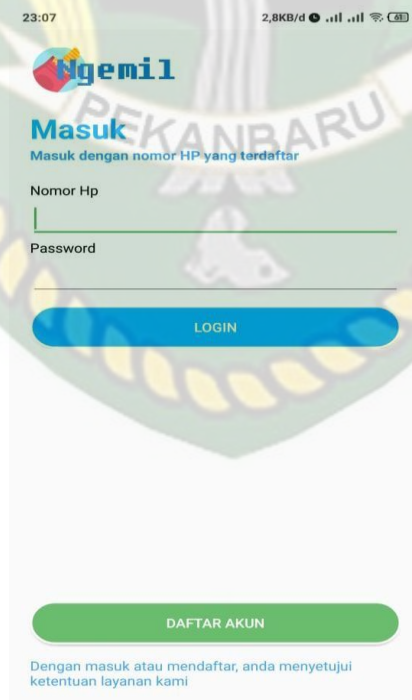 23:07
2,8KB/d
61
Ngemil
PEKANBARU
Masuk
Masuk dengan nomor HP yang terdaftar
Nomor Hp
Password
LOGIN
DAFTAR AKUN
Dengan masuk atau mendaftar, anda menyetujui
ketentuan layanan kami